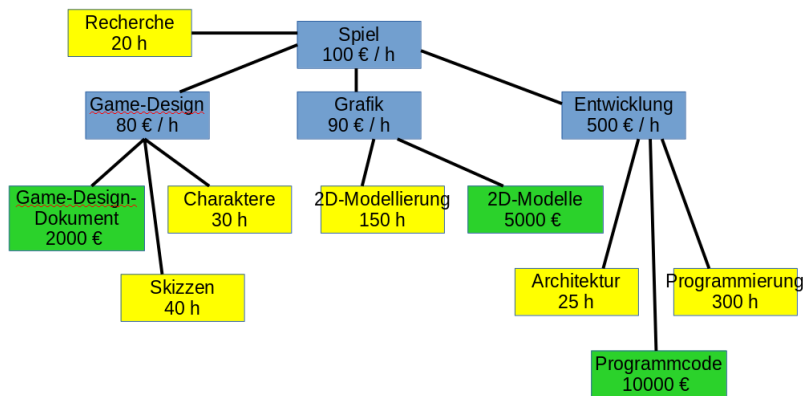 Recherche
20 h
Spiel
100 € / h
Game-Design
80 € / h
Grafik
90 € / h
Entwicklung
500 € / h
Game-Design-
Dokument
2000 €
Charaktere
30 h
2D-Modellierung
150 h
2D-Modelle
5000 €
Skizzen
40 h
Architektur
25 h
Programmierung
300 h
Programmcode
10000 €